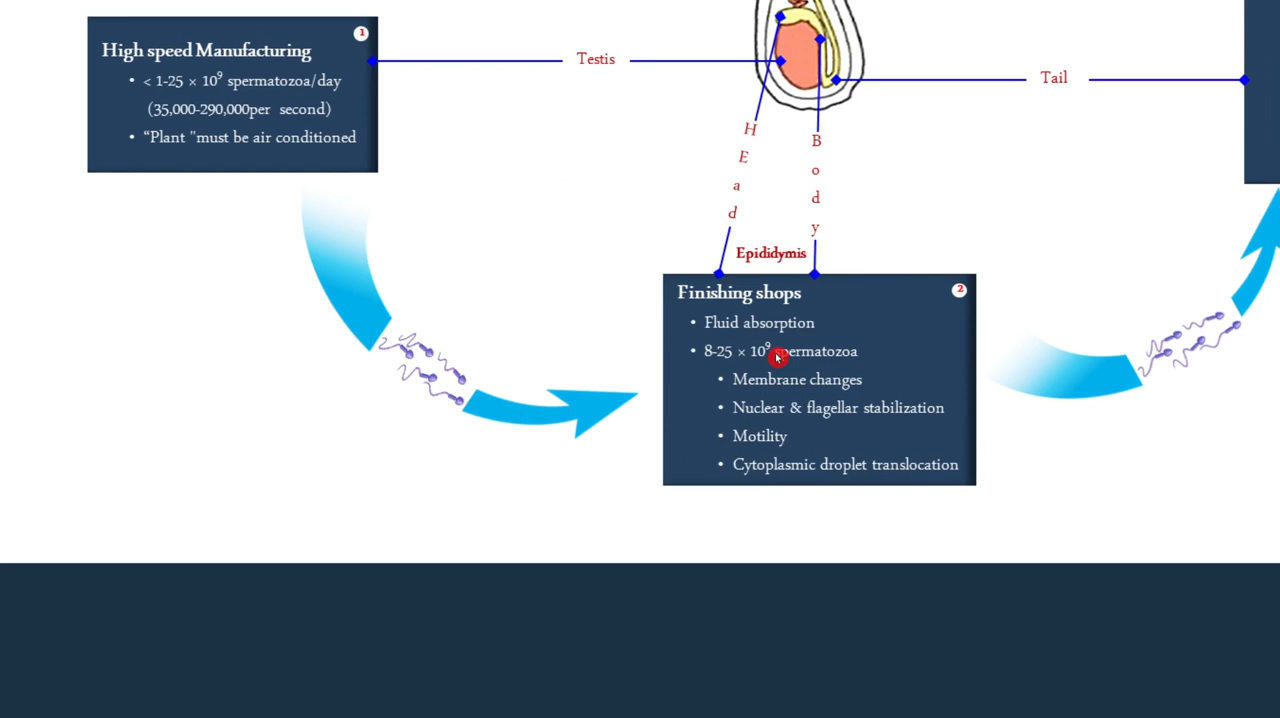 High speed Manufacturing
1
• < 1-25 × 10⁹ spermatozoa/day
(35,000-290,000per second)
• “Plant "must be air conditioned
Testis
Tail
HEad
Body
Epididymis
Finishing shops
2
• Fluid absorption
• 8-25 × 10⁹ spermatozoa
• Membrane changes
• Nuclear & flagellar stabilization
• Motility
• Cytoplasmic droplet translocation